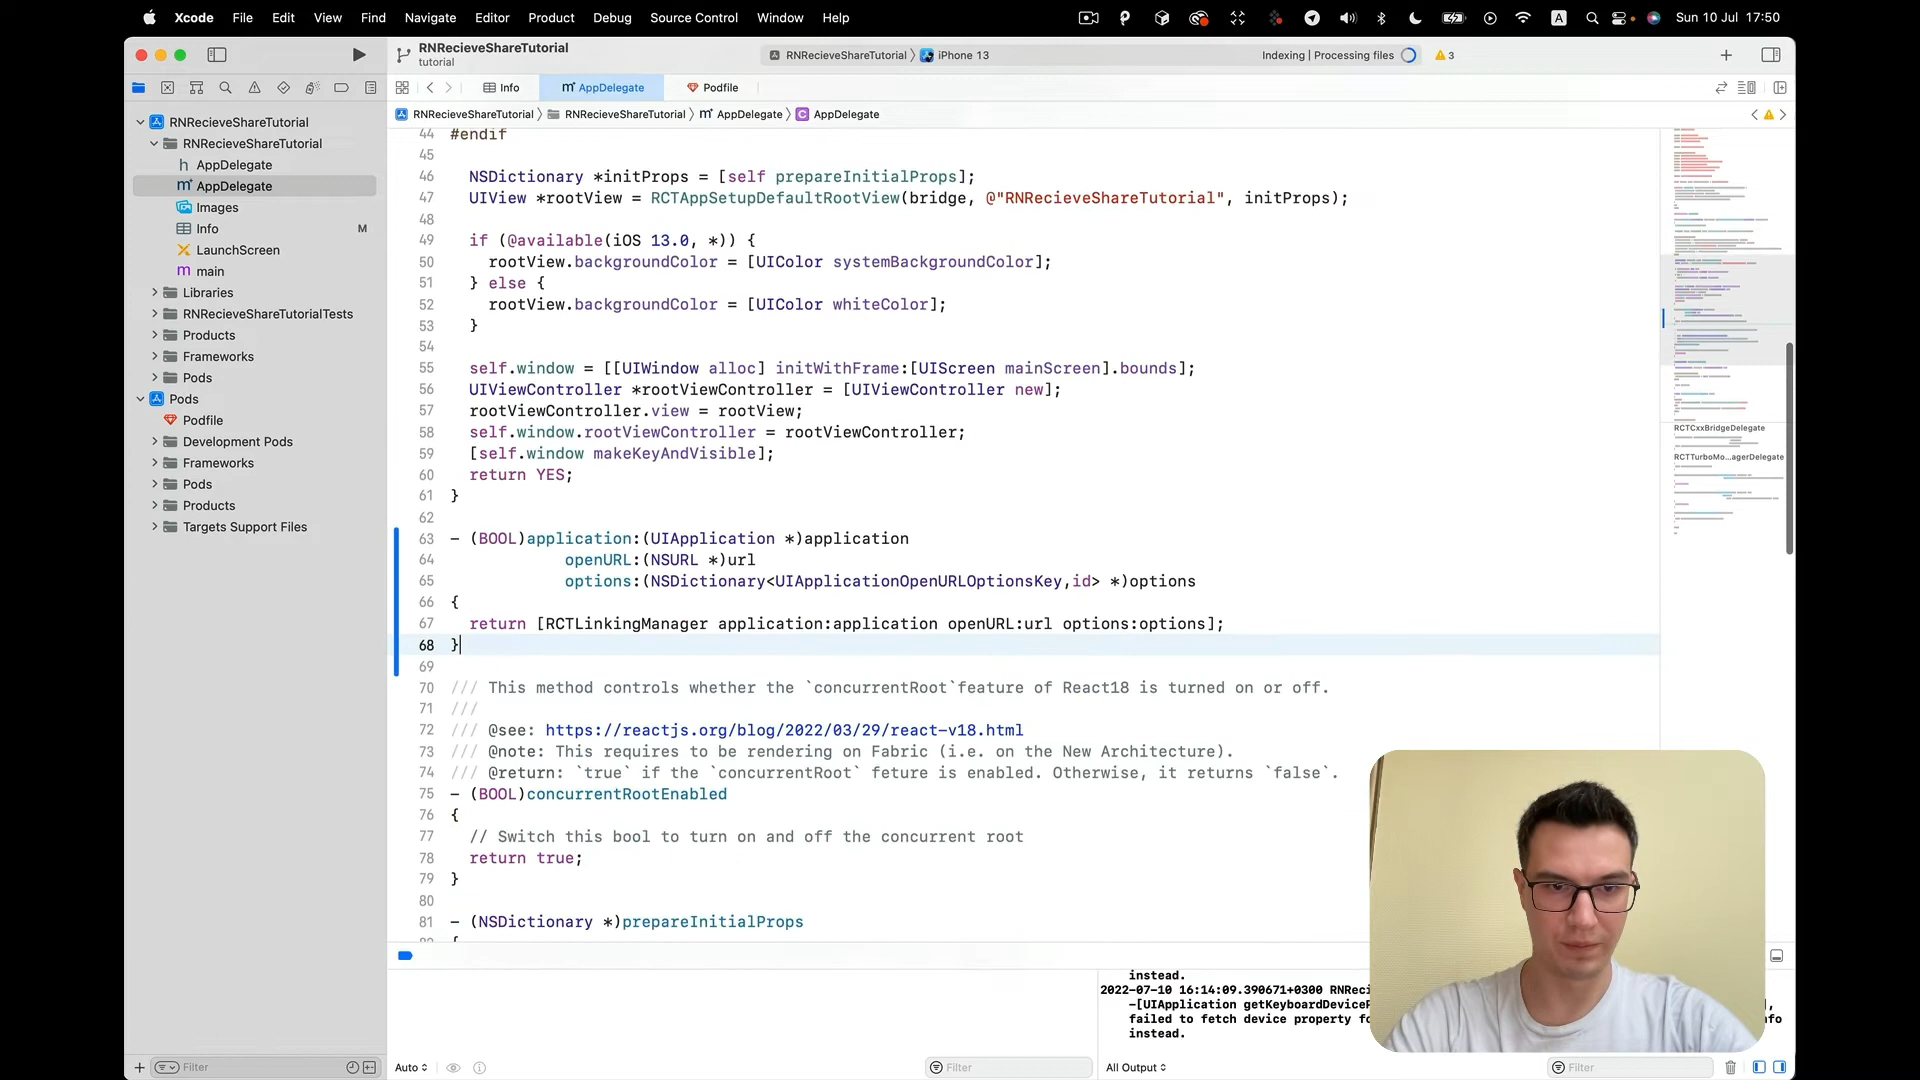 Xcode File Edit View Find Navigate Editor Product Debug Source Control Window Help
A Sun 10 Jul 17:50
RNRecieveShareTutorial
tutorial
RNRecieveShareTutorial iPhone 13
Indexing | Processing files
3
Info
AppDelegate
Podfile
RNRecieveShareTutorial RNRecieveShareTutorial AppDelegate AppDelegate
RNRecieveShareTutorial
RNRecieveShareTutorial
AppDelegate
AppDelegate
Images
Info M
LaunchScreen
main
Libraries
RNRecieveShareTutorialTests
Products
Frameworks
Pods
Pods
Podfile
Development Pods
Frameworks
Pods
Products
Targets Support Files
44 #endif
45
46 NSDictionary *initProps = [self prepareInitialProps];
47 UIView *rootView = RCTAppSetupDefaultRootView(bridge, @"RNRecieveShareTutorial", initProps);
48
49 if (@available(iOS 13.0, *)) {
50 rootView.backgroundColor = [UIColor systemBackgroundColor];
51 } else {
52 rootView.backgroundColor = [UIColor whiteColor];
53 }
54
55 self.window = [[UIWindow alloc] initWithFrame:[UIScreen mainScreen].bounds];
56 UIViewController *rootViewController = [UIViewController new];
57 rootViewController.view = rootView;
58 self.window.rootViewController = rootViewController;
59 [self.window makeKeyAndVisible];
60 return YES;
61 }
62
63 - (BOOL)application:(UIApplication *)application
64 openURL:(NSURL *)url
65 options:(NSDictionary<UIApplicationOpenURLOptionsKey,id> *)options
66 {
67 return [RCTLinkingManager application:application openURL:url options:options];
68 }
69
70 /// This method controls whether the `concurrentRoot`feature of React18 is turned on or off.
71 ///
72 /// @see: https://reactjs.org/blog/2022/03/29/react-v18.html
73 /// @note: This requires to be rendering on Fabric (i.e. on the New Architecture).
74 /// @return: `true` if the `concurrentRoot` feture is enabled. Otherwise, it returns `false`.
75 - (BOOL)concurrentRootEnabled
76 {
77 // Switch this bool to turn on and off the concurrent root
78 return true;
79 }
80
81 - (NSDictionary *)prepareInitialProps
{
RCTCxxBridgeDelegate
RCTTurboMo...agerDelegate
instead.
2022-07-10 16:14:09.390671+0300 RNReci
-[UIApplication getKeyboardDeviceP
failed to fetch device property fo
instead.
Filter
Auto
Filter
All Output
Filter